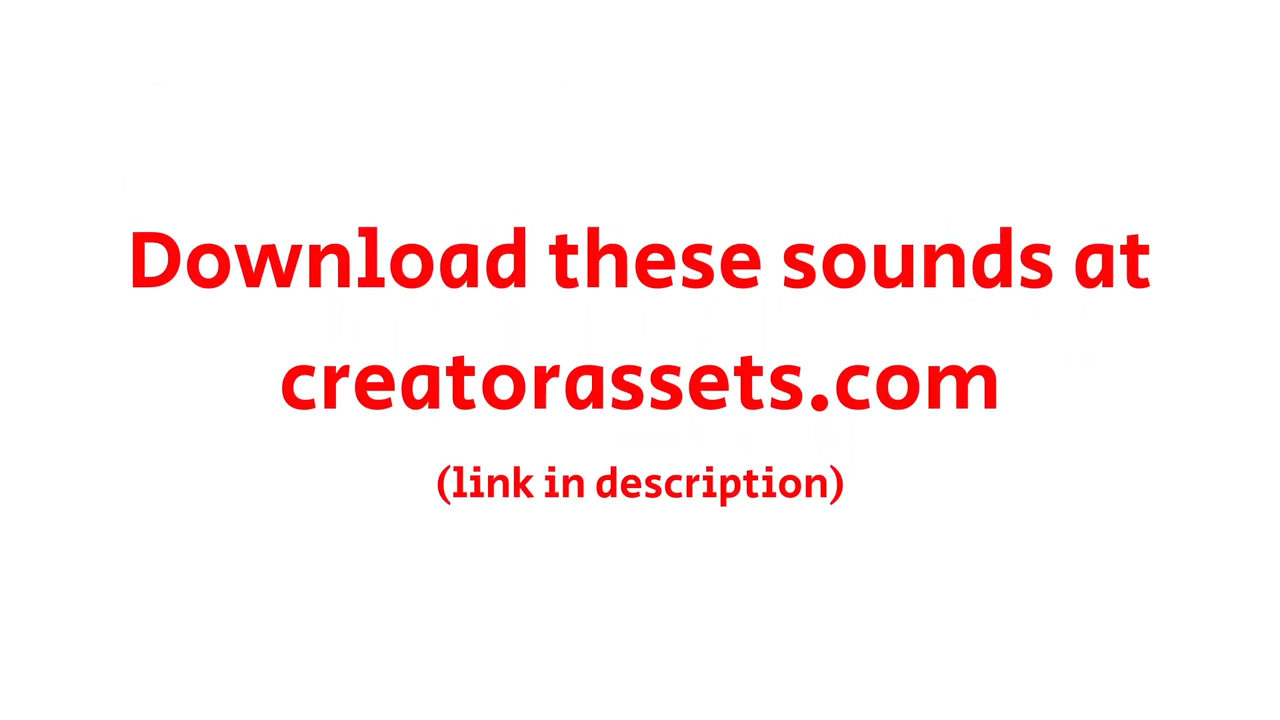 Download these sounds at
creatorassets.com
(link in description)